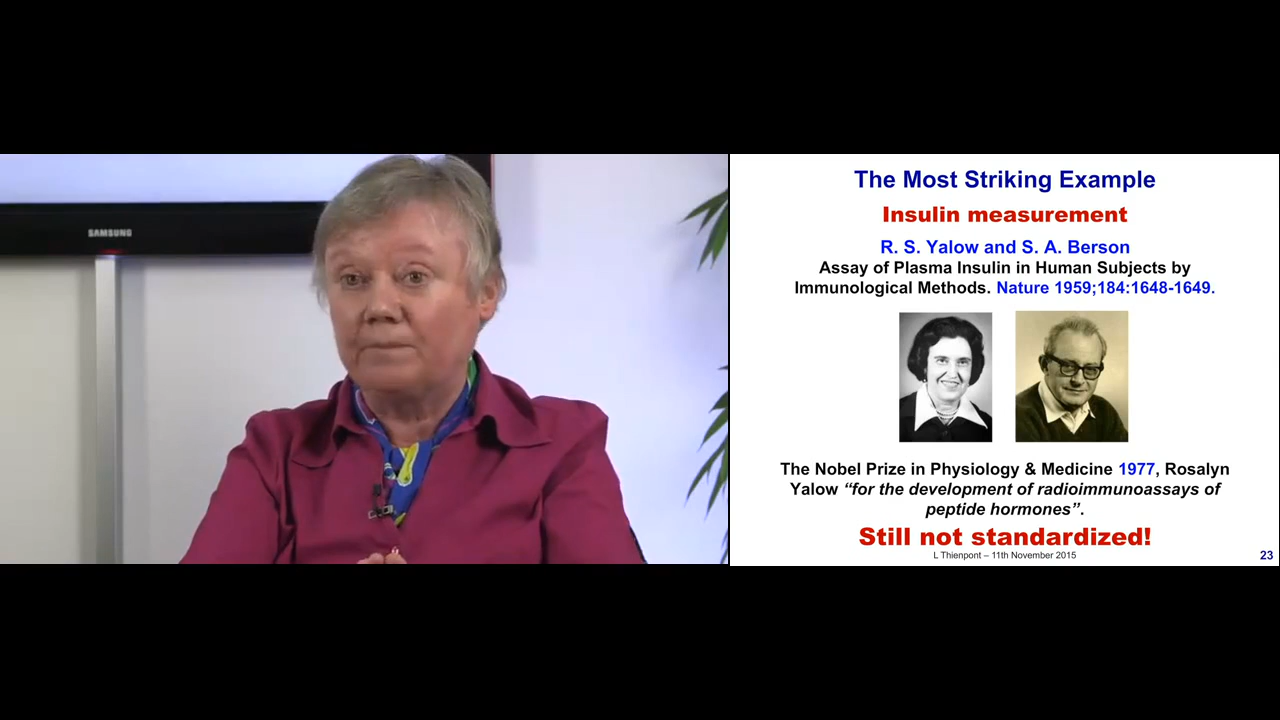 SAMSUNG
The Most Striking Example
Insulin measurement
R. S. Yalow and S. A. Berson
Assay of Plasma Insulin in Human Subjects by
Immunological Methods. Nature 1959;184:1648-1649.
The Nobel Prize in Physiology & Medicine 1977, Rosalyn
Yalow “for the development of radioimmunoassays of
peptide hormones”.
Still not standardized!
L Thienpont – 11th November 2015
23